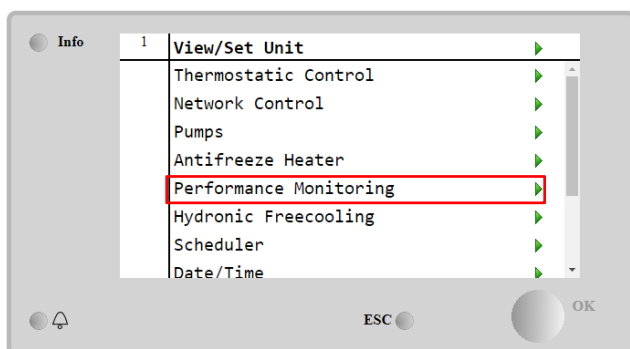 Info
1 View/Set Unit
Thermostatic Control
Network Control
Pumps
Antifreeze Heater
Performance Monitoring
Hydronic Freecooling
Scheduler
Date/Time
ESC
OK